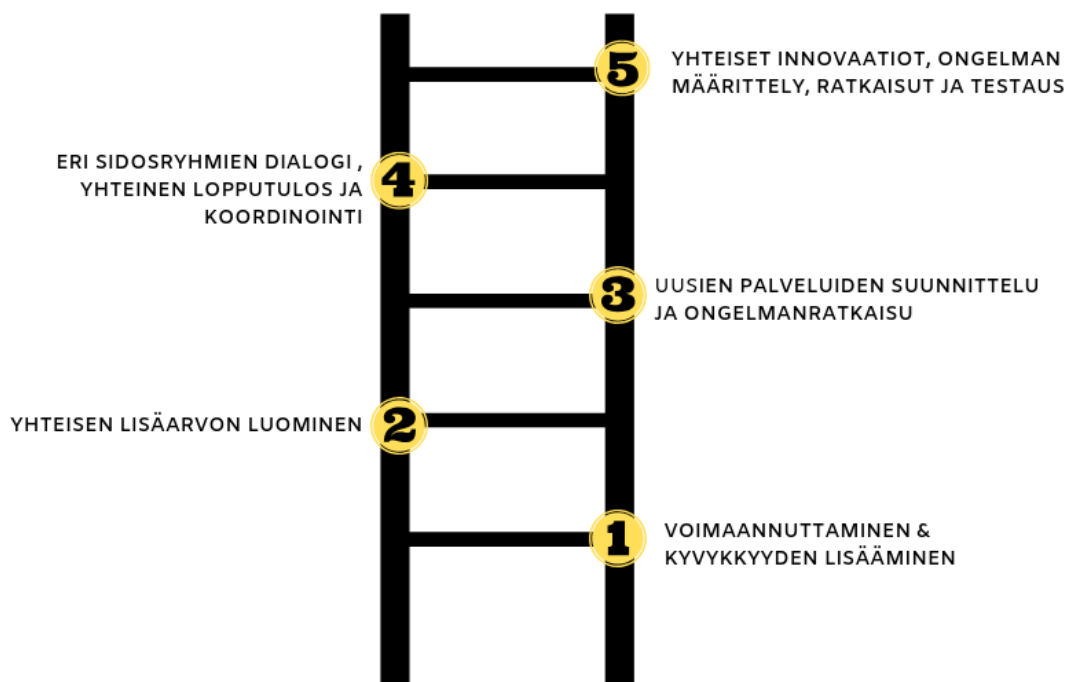 5
YHTEISET INNOVAATIOT, ONGELMAN
MÄÄRITTELY, RATKAISUT JA TESTAUS
ERI SIDOSRYHMIEN DIALOGI ,
YHTEINEN LOPPUTULOS JA
KOORDINOINTI
4
3
UUSIEN PALVELUIDEN SUUNNITTELU
JA ONGELMANRATKAISU
YHTEISEN LISÄARVON LUOMINEN
2
1
VOIMAANNUTTAMINEN &
KYVYKKYYDEN LISÄÄMINEN